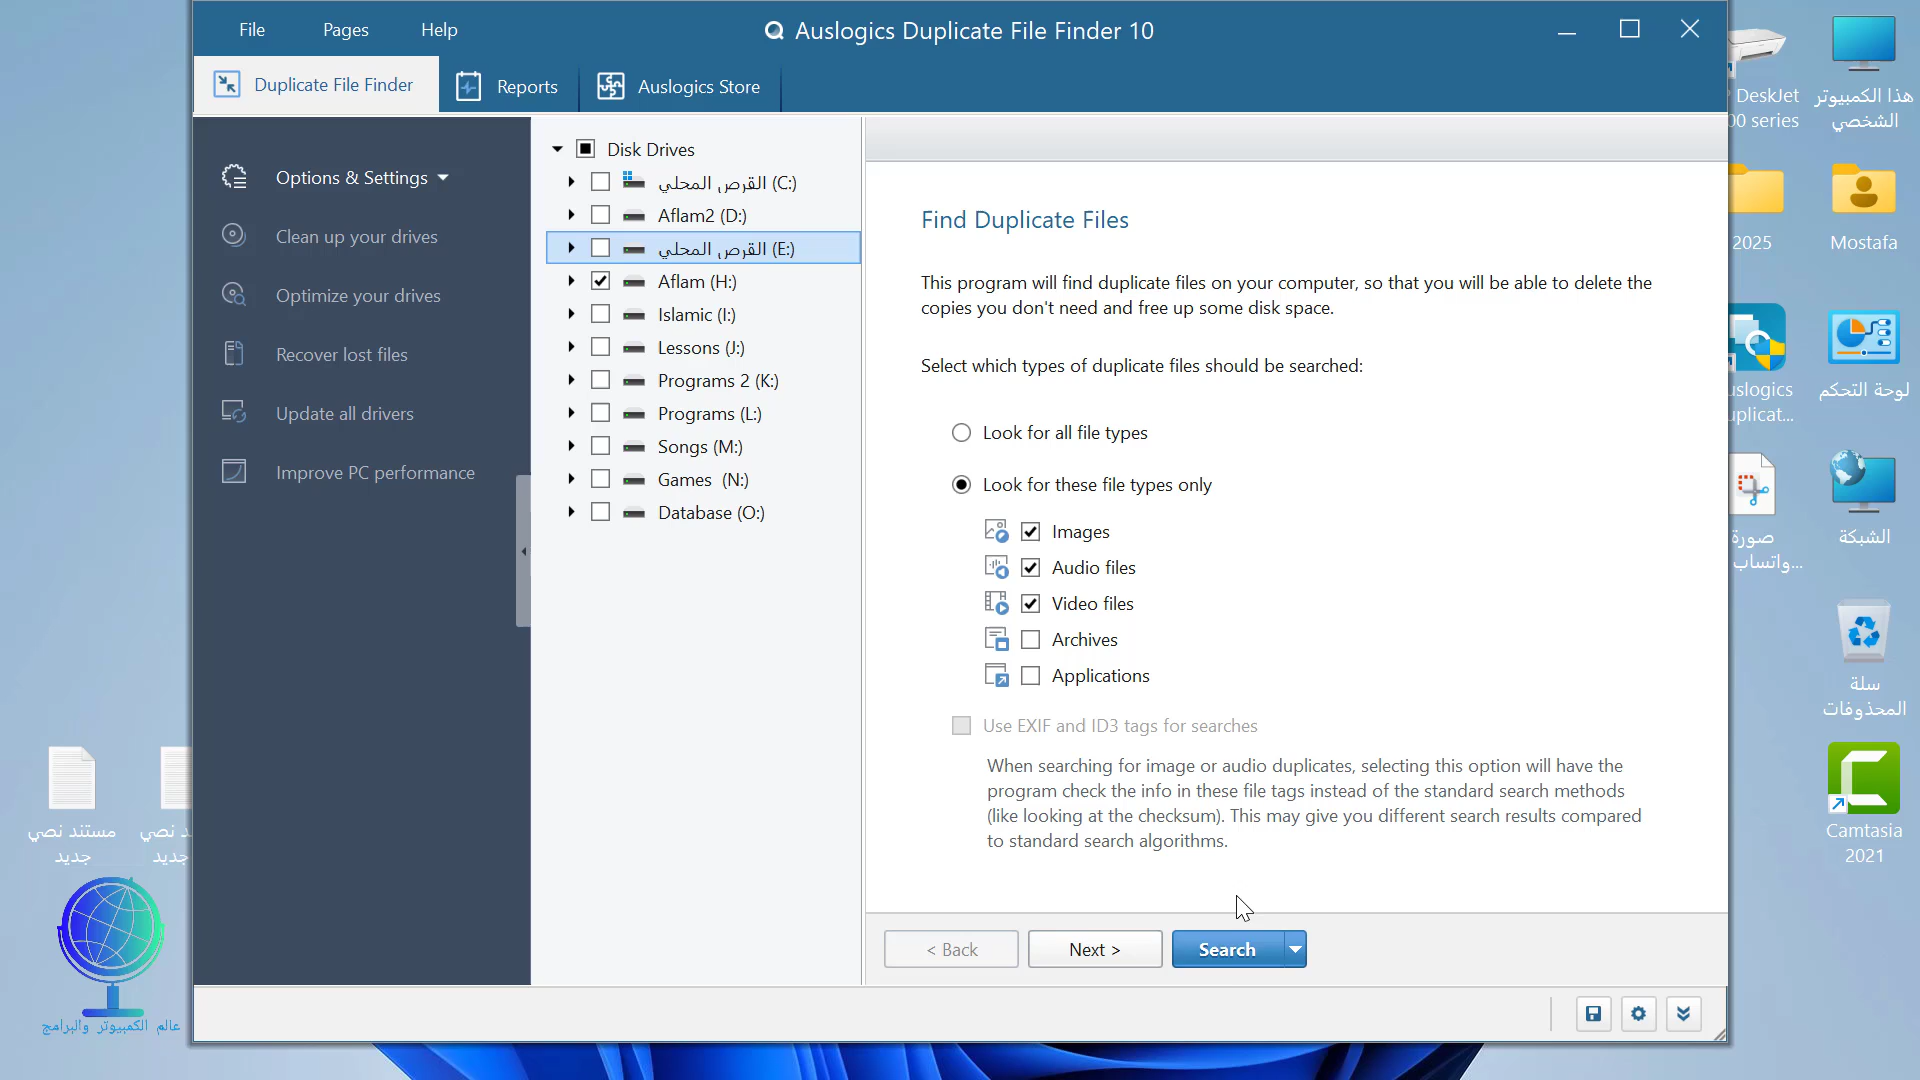 File
Pages
Help
Auslogics Duplicate File Finder 10
Duplicate File Finder
Reports
Auslogics Store
Options & Settings
Clean up your drives
Optimize your drives
Recover lost files
Update all drivers
Improve PC performance
Disk Drives
القرص المحلي (C:)
Aflam2 (D:)
القرص المحلي (E:)
Aflam (H:)
Islamic (I:)
Lessons (J:)
Programs 2 (K:)
Programs (L:)
Songs (M:)
Games (N:)
Database (O:)
Find Duplicate Files
This program will find duplicate files on your computer, so that you will be able to delete the
copies you don't need and free up some disk space.
Select which types of duplicate files should be searched:
Look for all file types
Look for these file types only
Images
Audio files
Video files
Archives
Applications
Use EXIF and ID3 tags for searches
When searching for image or audio duplicates, selecting this option will have the
program check the info in these file tags instead of the standard search methods
(like looking at the checksum). This may give you different search results compared
to standard search algorithms.
< Back
Next >
Search
DeskJet
00 series
هذا الكمبيوتر
الشخصي
2025
Mostafa
uslogics
uplicat...
لوحة التحكم
صورة
واتساب...
الشبكة
سلة
المحذوفات
Camtasia
2021
مستند نصي
جديد
د نصي
جديد
عالم الكمبيوتر والبرامج